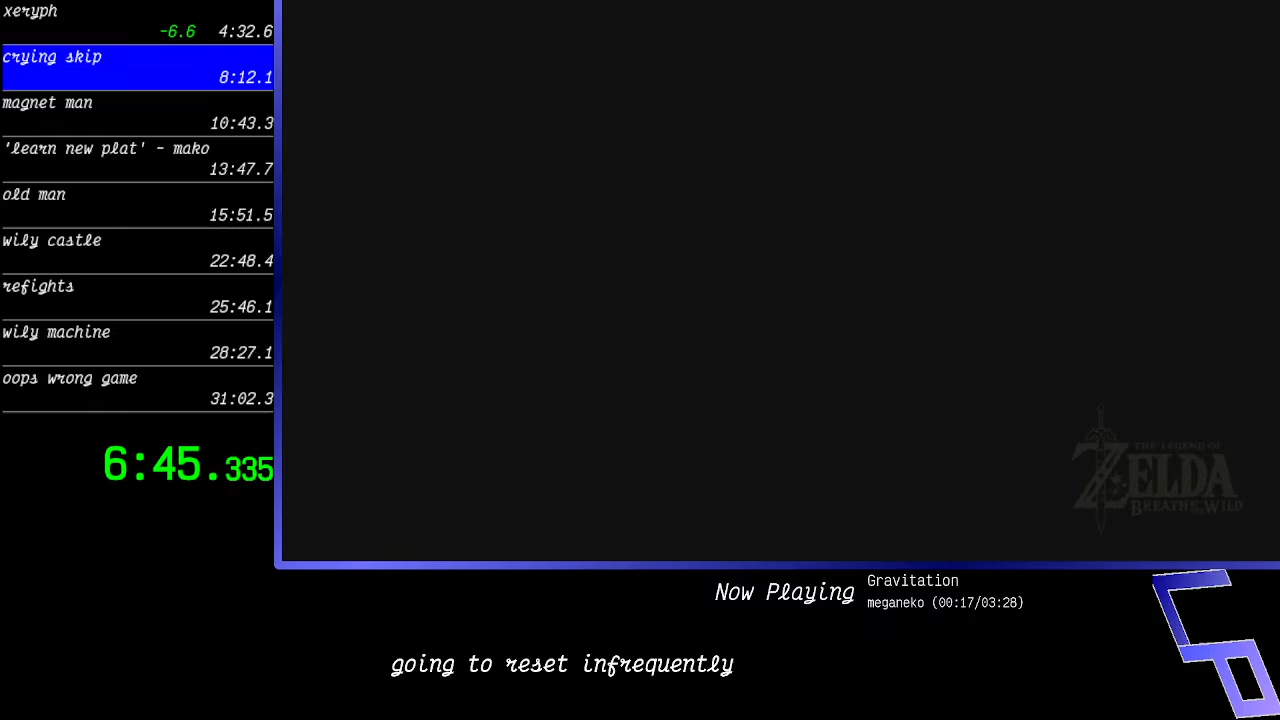 xeryph
-6.6 4:32.6
crying skip
8:12.1
magnet man
10:43.3
'learn new plat' - mako
13:47.7
old man
15:51.5
wily castle
22:48.4
refights
25:46.1
wily machine
28:27.1
oops wrong game
31:02.3
6:45.335
THE LEGEND OF
ZELDA
BREATH OF THE WILD
Now Playing
Gravitation
meganeko (00:17/03:28)
going to reset infrequently